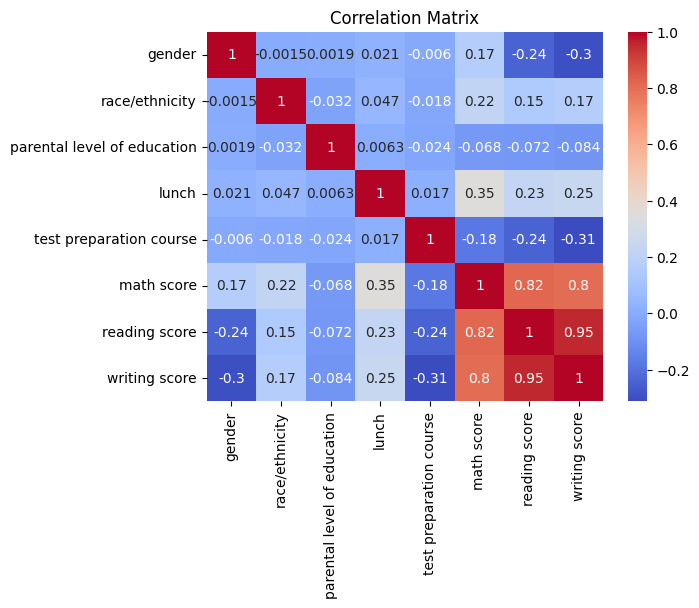 Correlation Matrix
gender 1 -0.0015 0.0019 0.021 -0.006 0.17 -0.24 -0.3
race/ethnicity -0.0015 1 -0.032 0.047 -0.018 0.22 0.15 0.17
parental level of education 0.0019 -0.032 1 0.0063 -0.024 -0.068 -0.072 -0.084
lunch 0.021 0.047 0.0063 1 0.017 0.35 0.23 0.25
test preparation course -0.006 -0.018 -0.024 0.017 1 -0.18 -0.24 -0.31
math score 0.17 0.22 -0.068 0.35 -0.18 1 0.82 0.8
reading score -0.24 0.15 -0.072 0.23 -0.24 0.82 1 0.95
writing score -0.3 0.17 -0.084 0.25 -0.31 0.8 0.95 1
gender
race/ethnicity
parental level of education
lunch
test preparation course
math score
reading score
writing score
1.0
0.8
0.6
0.4
0.2
0.0
−0.2